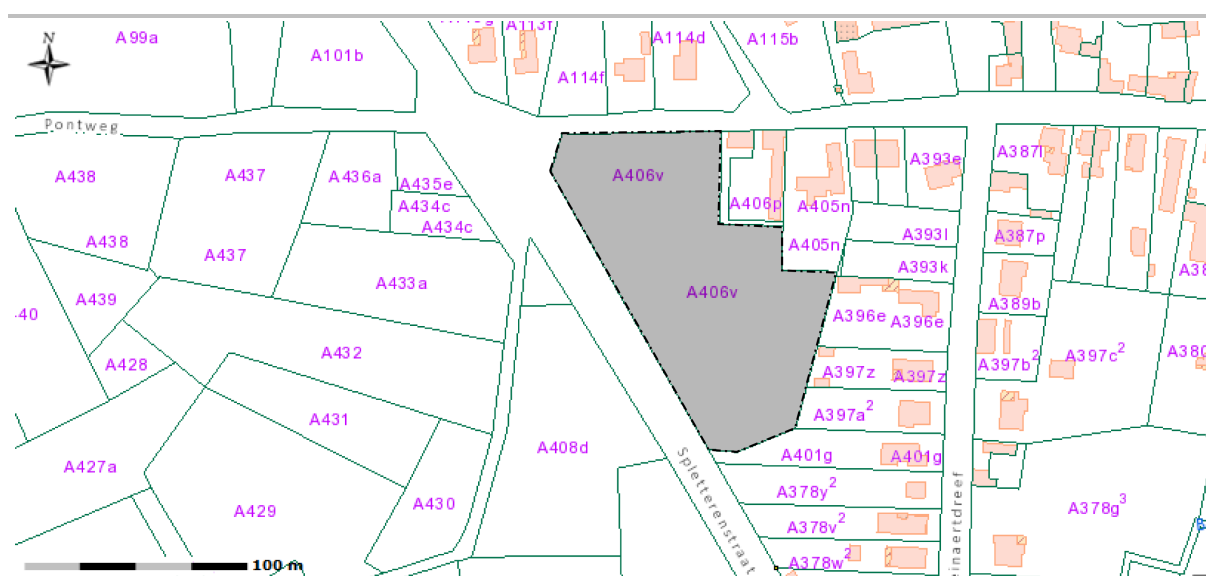 N
A99a
A101b
A113f
A114d
A115b
A114f
Pontweg
A438
A437
A436a
A435e
A434c
A434c
A438
A437
A433a
A439
A428
A432
A431
A427a
A429
A430
A408d
A406v
A406v
A406p
A405n
A405n
A393e
A393l
A393k
A396e
A396e
A397z
A397z
A397a²
A401g
A401g
A378y²
A378v²
A378w²
A387l
A387p
A389b
A397b²
A397c²
A378g³
Spletterenstraat
einaertdreef
100 m